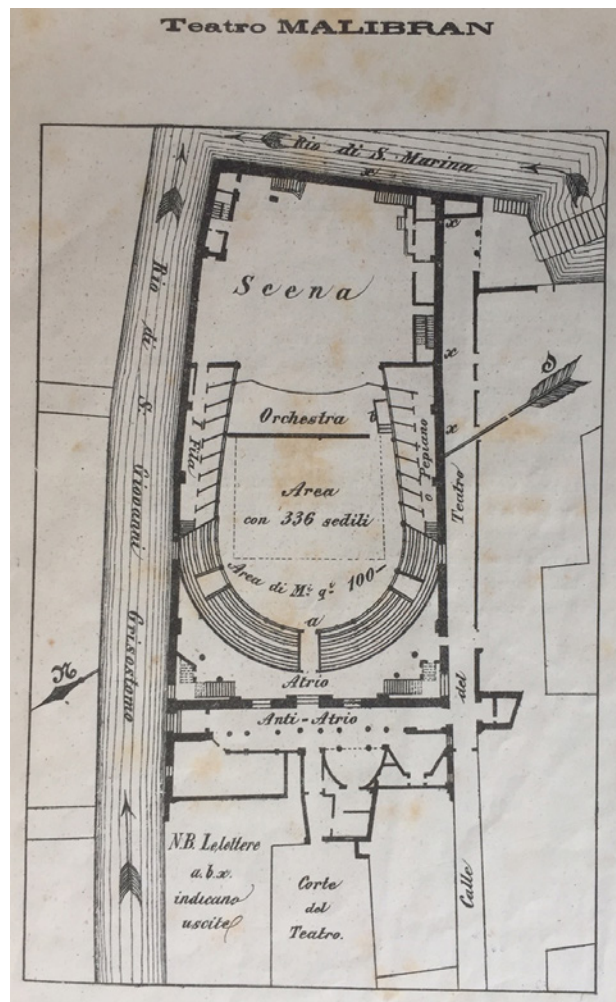 Teatro MALIBRAN
Rio di S. Marina
x
x
Rio di S. Giovanni Grisostomo
Scena
S
x
x
Orchestra
b
I Fila
o Pepiano
Area
con 336 sedili
Area di M.ⁱ q.ⁱ 100-
a
N
Atrio
Anti-Atrio
Calle del Teatro
N.B. Le lettere
a. b. x.
indicano
uscite
Corte
del
Teatro.